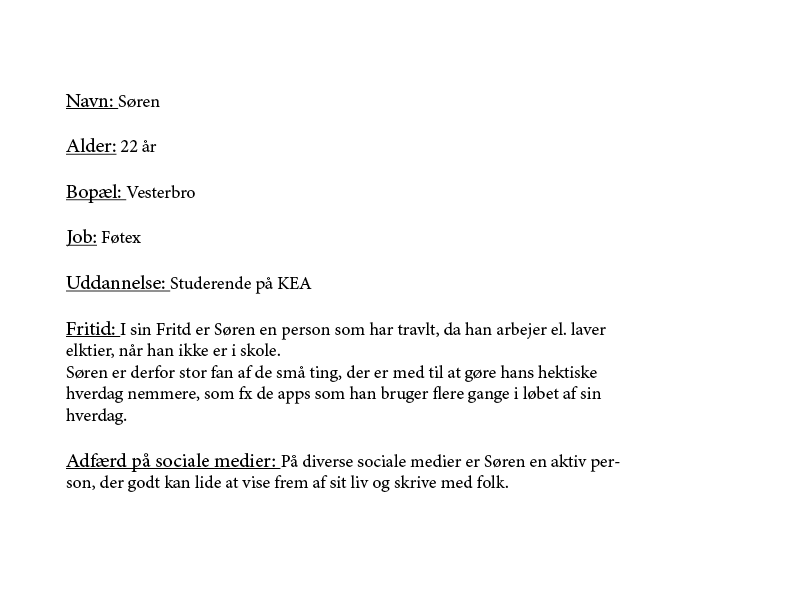 Navn: Søren
Alder: 22 år
Bopæl: Vesterbro
Job: Føtex
Uddannelse: Studerende på KEA
Fritid: I sin Fritd er Søren en person som har travlt, da han arbejer el. laver
elktier, når han ikke er i skole.
Søren er derfor stor fan af de små ting, der er med til at gøre hans hektiske
hverdag nemmere, som fx de apps som han bruger flere gange i løbet af sin
hverdag.
Adfærd på sociale medier: På diverse sociale medier er Søren en aktiv per-
son, der godt kan lide at vise frem af sit liv og skrive med folk.